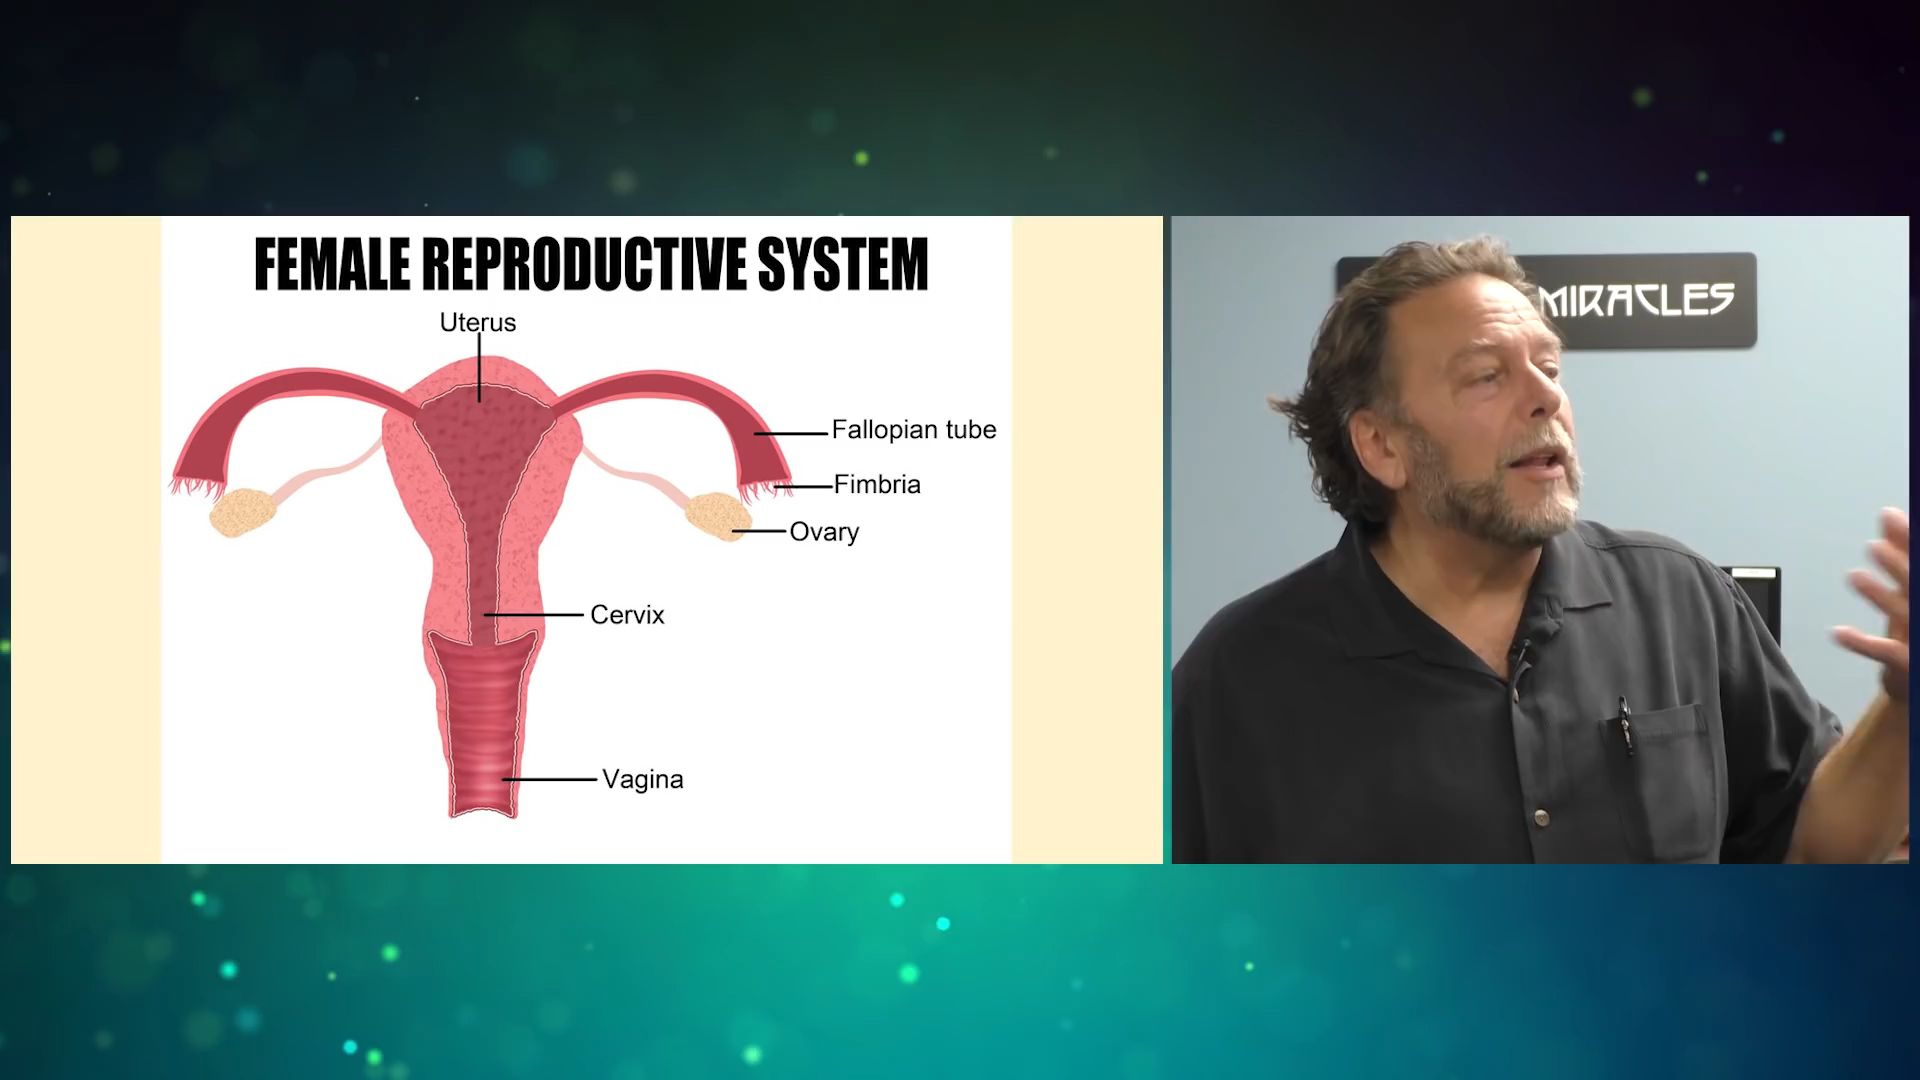 FEMALE REPRODUCTIVE SYSTEM
Uterus
Fallopian tube
Fimbria
Ovary
Cervix
Vagina
MIRACLES